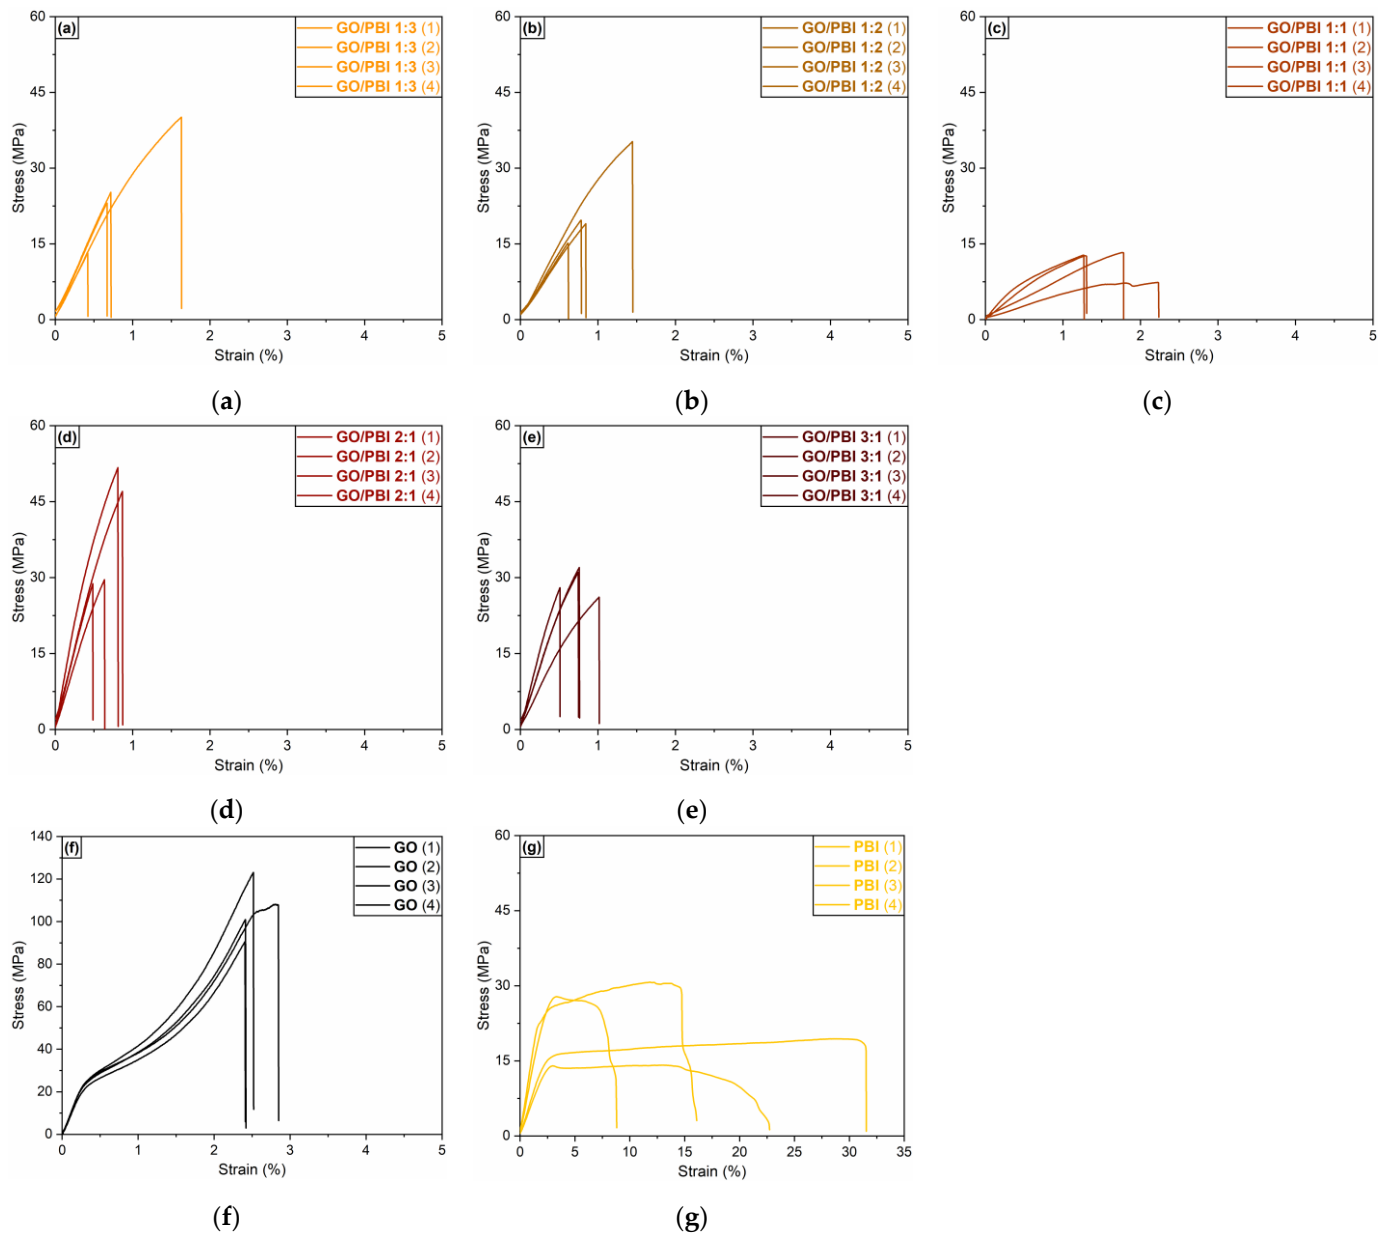 (a)
GO/PBI 1:3 (1)
GO/PBI 1:3 (2)
GO/PBI 1:3 (3)
GO/PBI 1:3 (4)
60
45
30
15
0
Stress (MPa)
0 1 2 3 4 5
Strain (%)
(a)
(b)
GO/PBI 1:2 (1)
GO/PBI 1:2 (2)
GO/PBI 1:2 (3)
GO/PBI 1:2 (4)
60
45
30
15
0
Stress (MPa)
0 1 2 3 4 5
Strain (%)
(b)
(c)
GO/PBI 1:1 (1)
GO/PBI 1:1 (2)
GO/PBI 1:1 (3)
GO/PBI 1:1 (4)
60
45
30
15
0
Stress (MPa)
0 1 2 3 4 5
Strain (%)
(c)
(d)
GO/PBI 2:1 (1)
GO/PBI 2:1 (2)
GO/PBI 2:1 (3)
GO/PBI 2:1 (4)
60
45
30
15
0
Stress (MPa)
0 1 2 3 4 5
Strain (%)
(d)
(e)
GO/PBI 3:1 (1)
GO/PBI 3:1 (2)
GO/PBI 3:1 (3)
GO/PBI 3:1 (4)
60
45
30
15
0
Stress (MPa)
0 1 2 3 4 5
Strain (%)
(e)
(f)
GO (1)
GO (2)
GO (3)
GO (4)
140
120
100
80
60
40
20
0
Stress (MPa)
0 1 2 3 4 5
Strain (%)
(f)
(g)
PBI (1)
PBI (2)
PBI (3)
PBI (4)
60
45
30
15
0
Stress (MPa)
0 5 10 15 20 25 30 35
Strain (%)
(g)